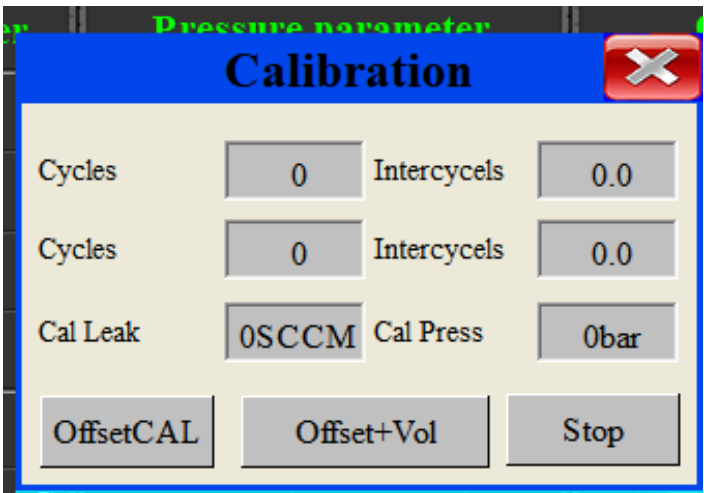 er Pressure parameter
Calibration
Cycles 0 Intercycels 0.0
Cycles 0 Intercycels 0.0
Cal Leak 0SCCM Cal Press 0bar
OffsetCAL Offset+Vol Stop